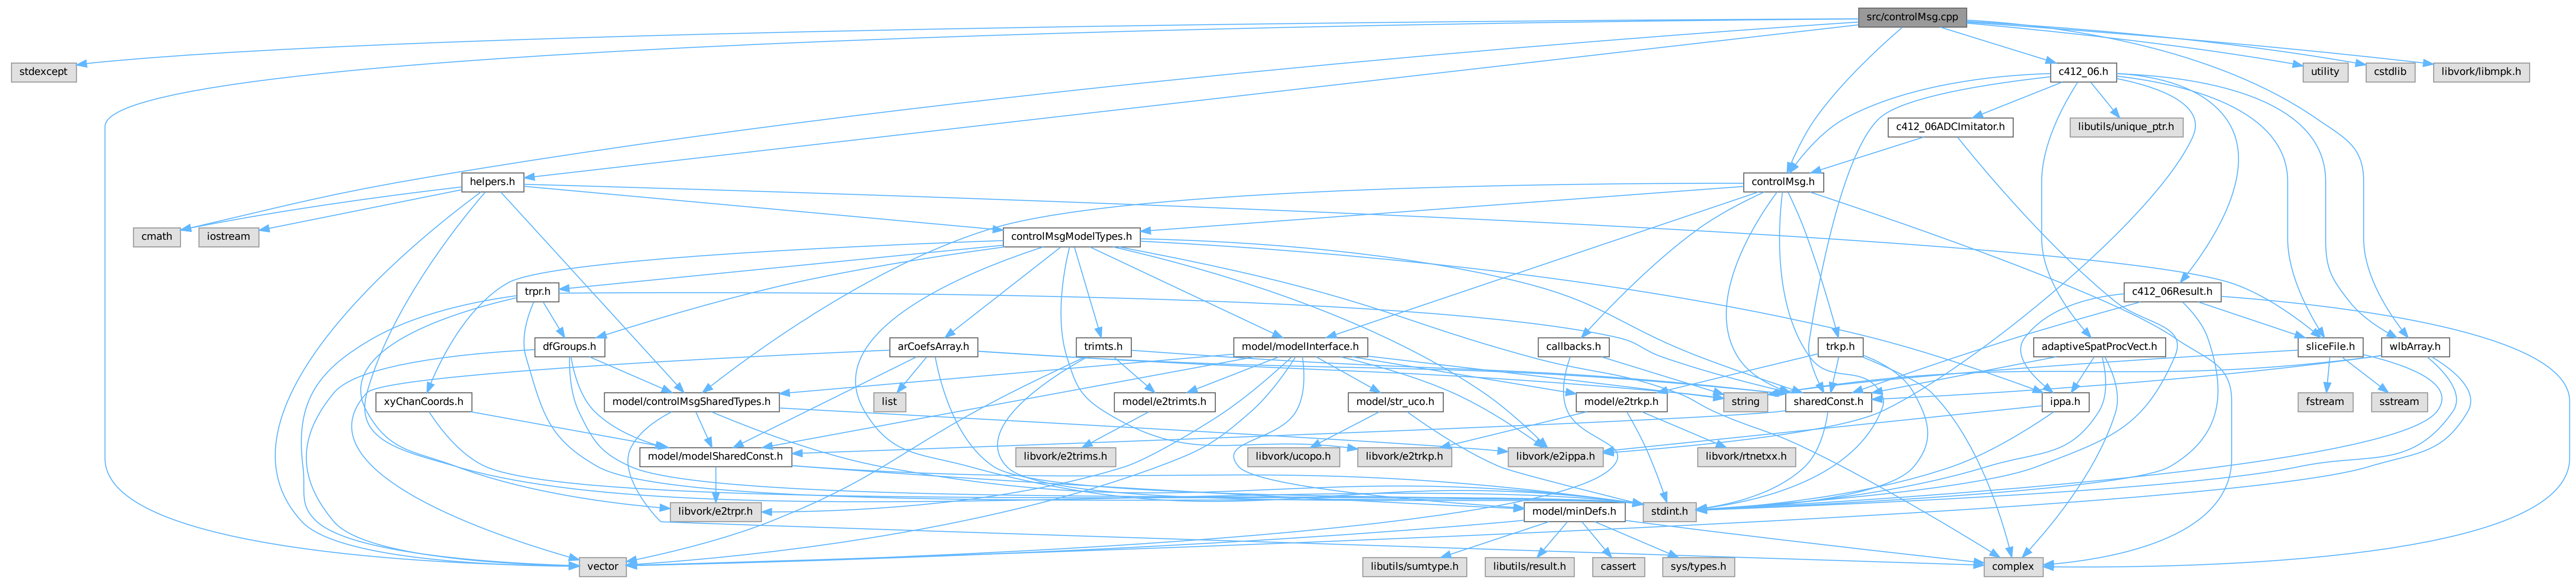 src/controlMsg.cpp
stdexcept
c412_06.h
utility
cstdlib
libvork/libmpk.h
c412_06ADCImitator.h
libutils/unique_ptr.h
helpers.h
controlMsg.h
cmath
iostream
controlMsgModelTypes.h
trpr.h
c412_06Result.h
dfGroups.h
arCoefsArray.h
trimts.h
model/modelInterface.h
callbacks.h
trkp.h
adaptiveSpatProcVect.h
sliceFile.h
wlbArray.h
xyChanCoords.h
model/controlMsgSharedTypes.h
list
model/e2trimts.h
model/str_uco.h
model/e2trkp.h
string
sharedConst.h
ippa.h
fstream
sstream
model/modelSharedConst.h
libvork/e2trims.h
libvork/ucopo.h
libvork/e2trkp.h
libvork/e2ippa.h
libvork/rtnetxx.h
libvork/e2trpr.h
model/minDefs.h
stdint.h
vector
libutils/sumtype.h
libutils/result.h
cassert
sys/types.h
complex